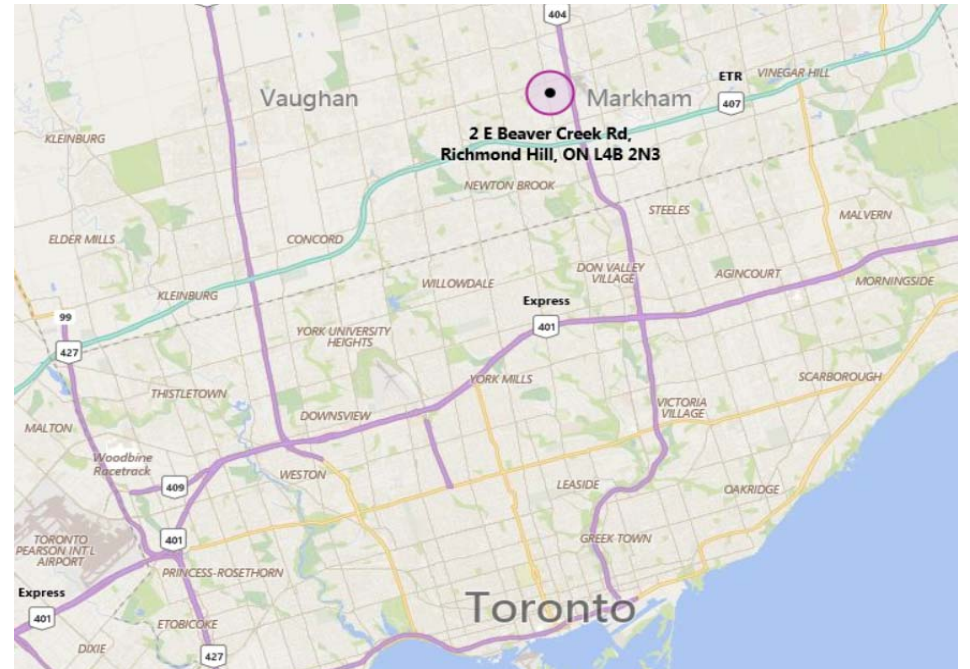 404
Vaughan
Markham
ETR
VINEGAR HILL
407
KLEINBURG
2 E Beaver Creek Rd,
Richmond Hill, ON L4B 2N3
NEWTON BROOK
STEELES
MALVERN
ELDER MILLS
CONCORD
DON VALLEY
VILLAGE
AGINCOURT
MORNINGSIDE
WILLOWDALE
KLEINBURG
Express
401
99
427
YORK UNIVERSITY
HEIGHTS
YORK MILLS
SCARBOROUGH
THISTLETOWN
DOWNSVIEW
VICTORIA
VILLAGE
MALTON
Woodbine
Racetrack
409
WESTON
LEASIDE
OAKRIDGE
401
GREEK TOWN
TORONTO
PEARSON INT'L
AIRPORT
PRINCESS-ROSETHORN
Express
401
Toronto
ETOBICOKE
DIXIE
427